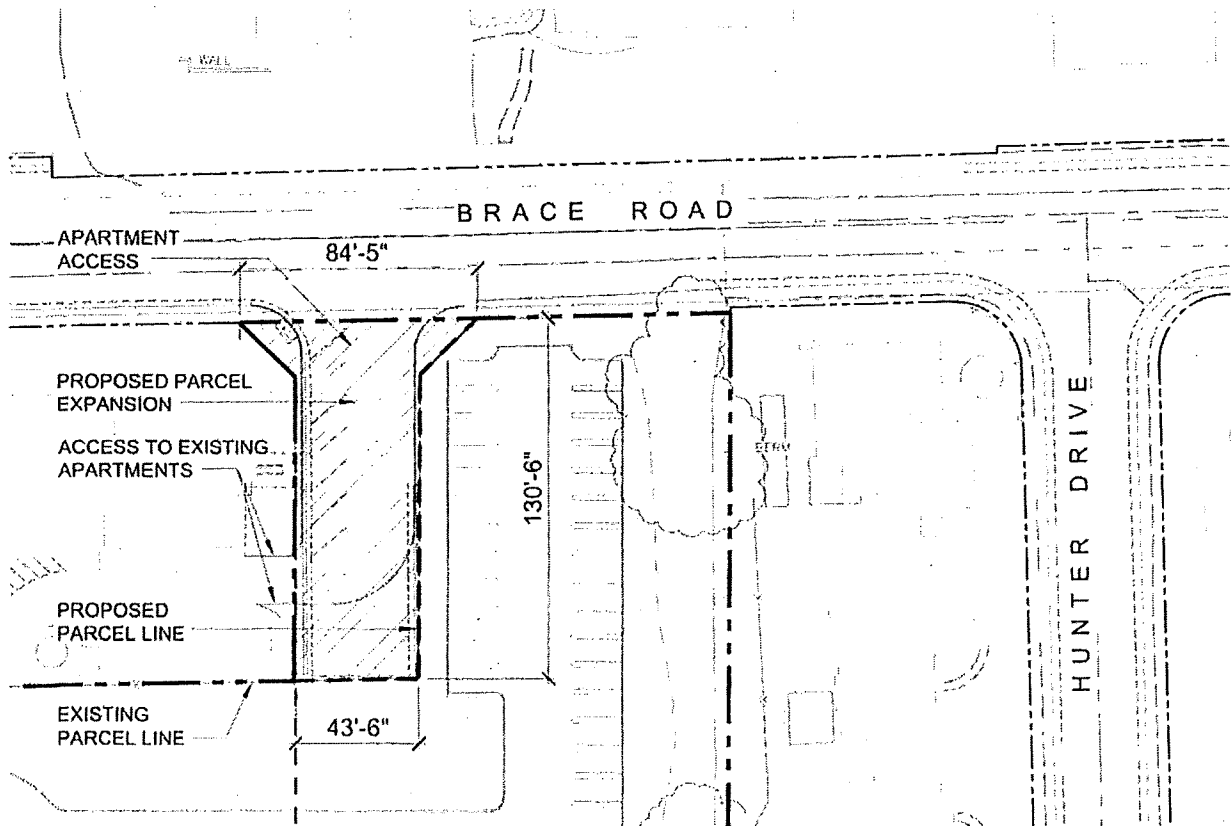 WALL
BRACE ROAD
APARTMENT
ACCESS
84'-5"
PROPOSED PARCEL
EXPANSION
ACCESS TO EXISTING
APARTMENTS
130'-6"
BERM
HUNTER DRIVE
PROPOSED
PARCEL LINE
EXISTING
PARCEL LINE
43'-6"